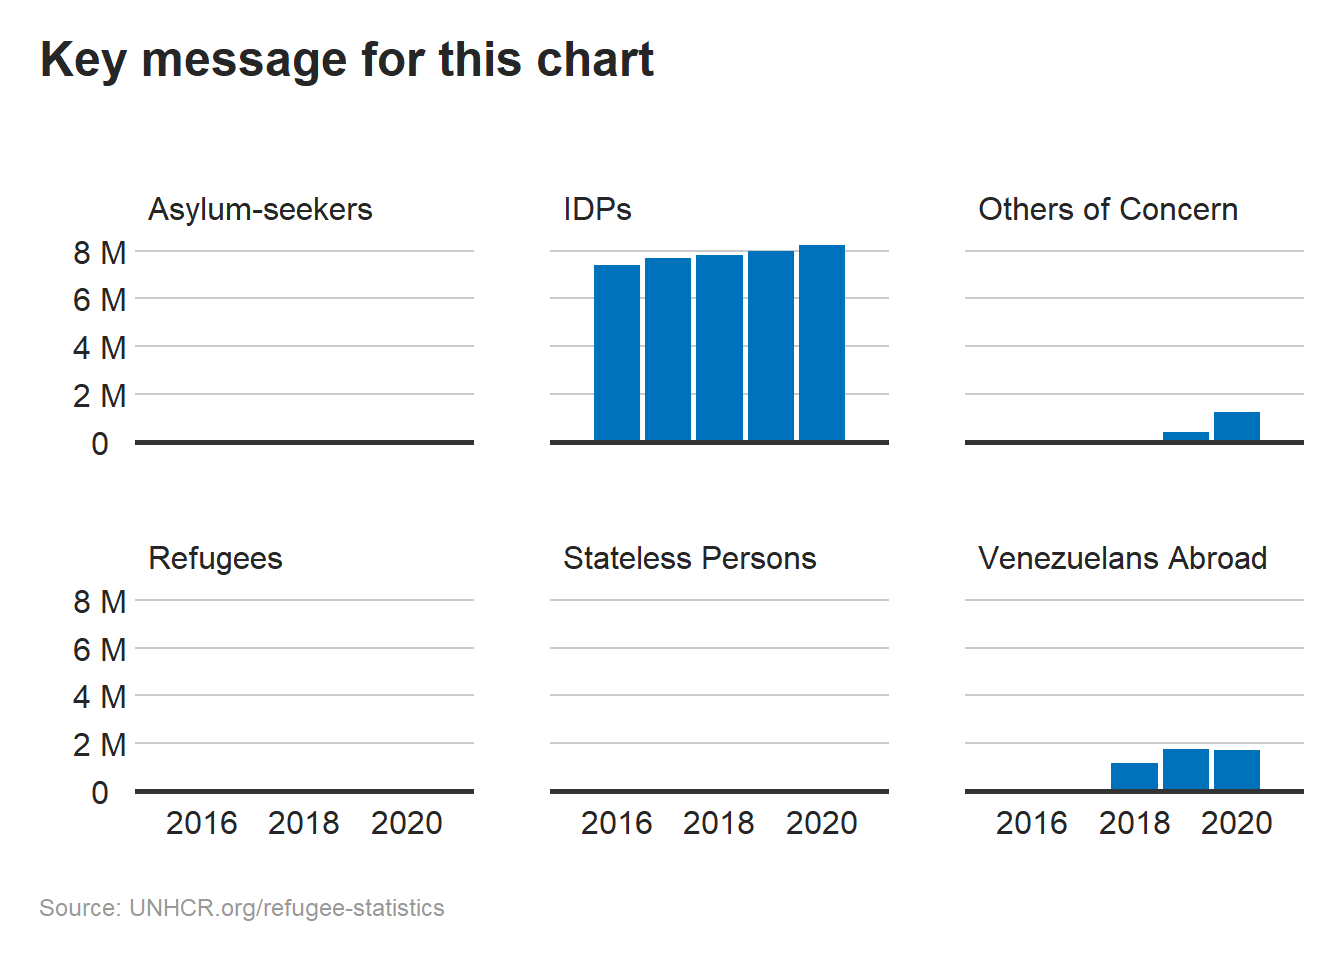 Key message for this chart
Asylum-seekers
IDPs
Others of Concern
8 M
6 M
4 M
2 M
0
Refugees
Stateless Persons
Venezuelans Abroad
8 M
6 M
4 M
2 M
0
2016 2018 2020
2016 2018 2020
2016 2018 2020
Source: UNHCR.org/refugee-statistics